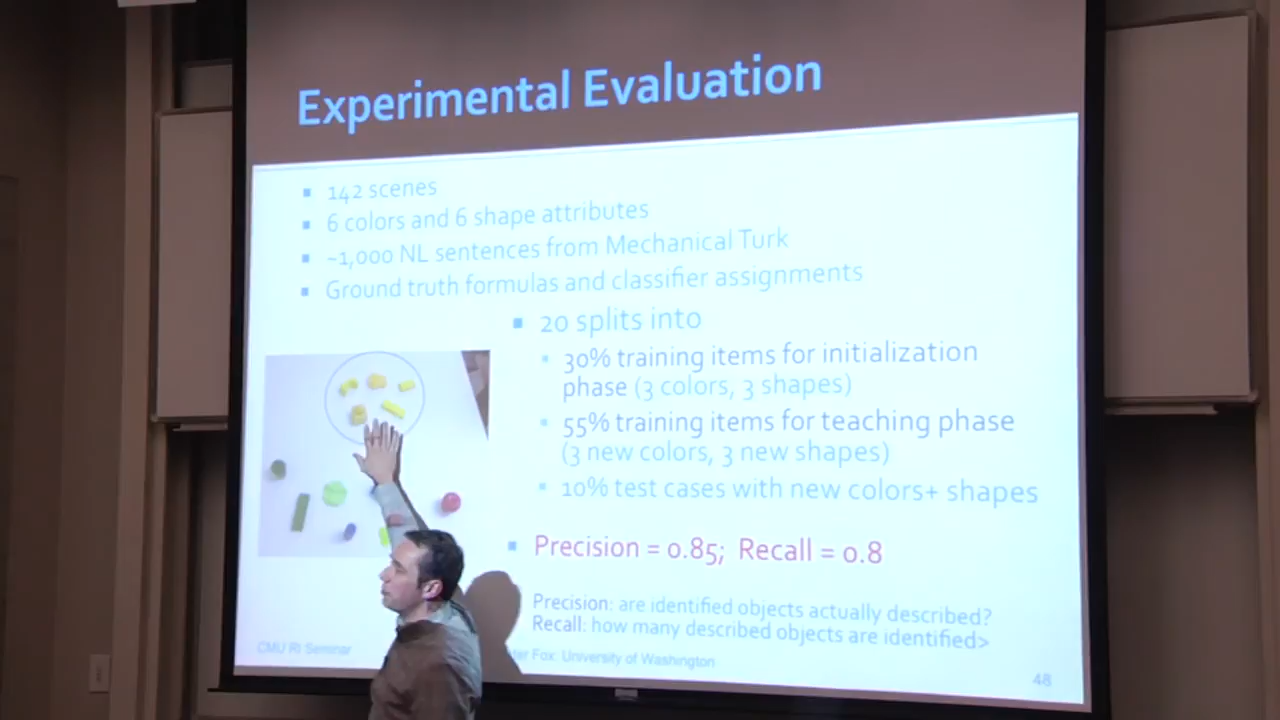 Experimental Evaluation
142 scenes
6 colors and 6 shape attributes
~1,000 NL sentences from Mechanical Turk
Ground truth formulas and classifier assignments
20 splits into
30% training items for initialization
phase (3 colors, 3 shapes)
55% training items for teaching phase
(3 new colors, 3 new shapes)
10% test cases with new colors+ shapes
Precision = 0.85; Recall = 0.8
Precision: are identified objects actually described?
Recall: how many described objects are identified>
CMU RI Seminar
Fox: University of Washington
48